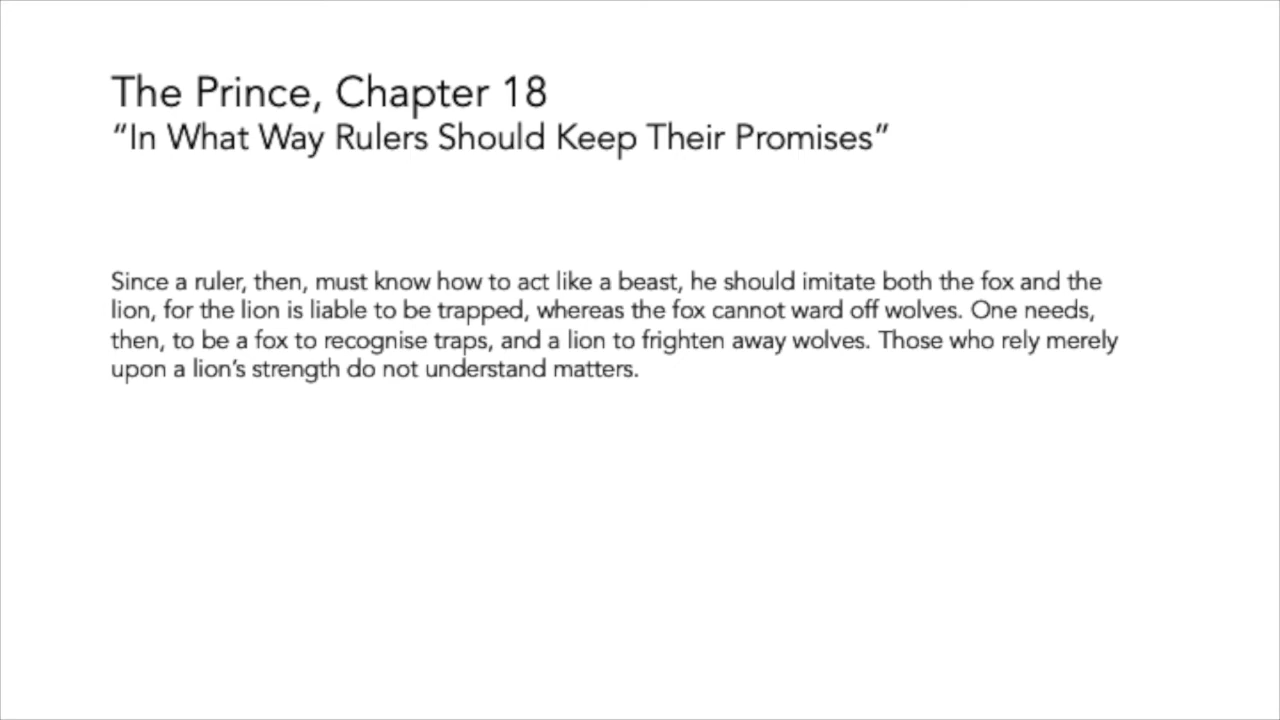 The Prince, Chapter 18
“In What Way Rulers Should Keep Their Promises”
Since a ruler, then, must know how to act like a beast, he should imitate both the fox and the
lion, for the lion is liable to be trapped, whereas the fox cannot ward off wolves. One needs,
then, to be a fox to recognise traps, and a lion to frighten away wolves. Those who rely merely
upon a lion’s strength do not understand matters.